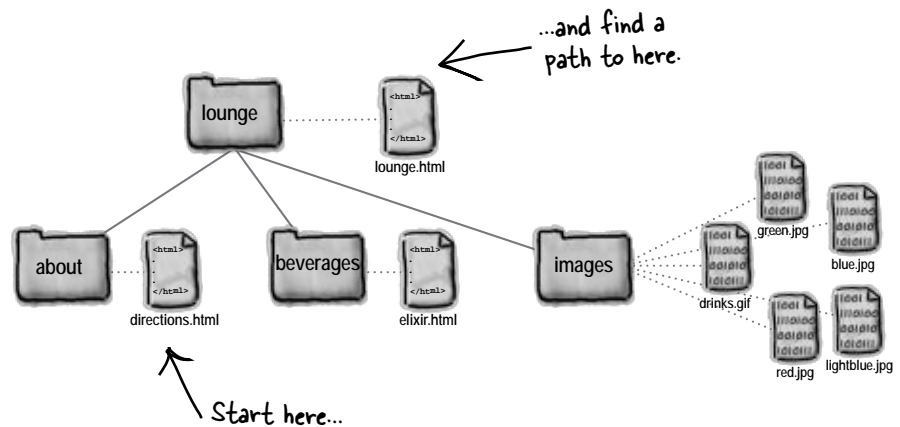 ...and find a
path to here.
lounge
<html>
.
.
.
</html>
lounge.html
about
<html>
.
.
.
</html>
directions.html
beverages
<html>
.
.
.
</html>
elixir.html
images
green.jpg
blue.jpg
drinks.gif
red.jpg
lightblue.jpg
Start here...